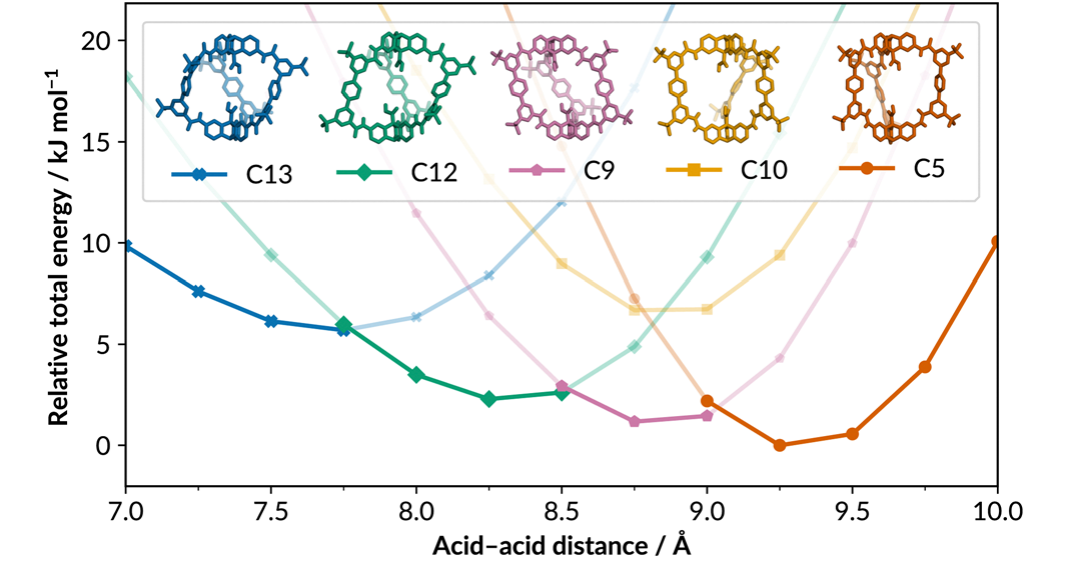 Relative total energy / kJ mol⁻¹
20
15
10
5
0
C13
C12
C9
C10
C5
7.0
7.5
8.0
8.5
9.0
9.5
10.0
Acid–acid distance / Å